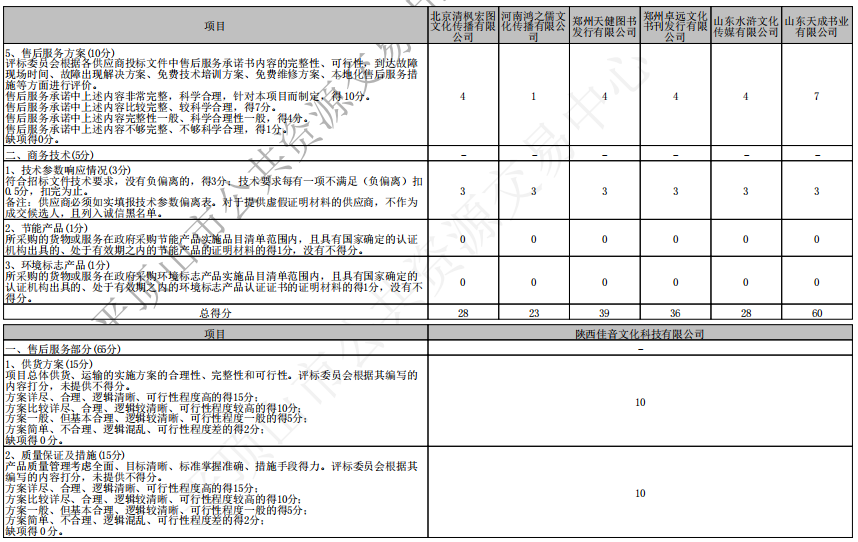 项目
北京清枫宏图文化传播有限公司
河南鸿之儒文化传播有限公司
郑州天健图书发行有限公司
郑州卓远文化书刊发行有限公司
山东水浒文化传媒有限公司
山东天成书业有限公司
5、售后服务方案(10分)
评标委员会根据各供应商投标文件中售后服务承诺书内容的完整性、可行性，到达故障
现场时间、故障出现解决方案、免费技术培训方案、免费维修方案、本地化售后服务措
施等方面进行评价。
售后服务承诺中上述内容非常完整，科学合理，针对本项目而制定，得10分。
售后服务承诺中上述内容比较完整、较科学合理，得7分。
售后服务承诺中上述内容完整性一般、科学合理性一般，得4分。
售后服务承诺中上述内容不够完整、不够科学合理，得1分。
缺项得0分。
4 1 4 4 4 7
二、商务技术(5分)
- - - - - -
1、技术参数响应情况(3分)
符合招标文件技术要求，没有负偏离的，得3分；技术要求每有一项不满足（负偏离）扣
0.5分，扣完为止。
备注：供应商必须如实填报技术参数偏离表。对于提供虚假证明材料的供应商，不作为
成交候选人，且列入诚信黑名单。
3 3 3 3 3 3
2、节能产品(1分)
所采购的货物或服务在政府采购节能产品实施品目清单范围内，且具有国家确定的认证
机构出具的、处于有效期之内的节能产品的证明材料的得1分，没有不得分。
0 0 0 0 0 0
3、环境标志产品(1分)
所采购的货物或服务在政府采购环境标志产品实施品目清单范围内，且具有国家确定的
认证机构出具的、处于有效期之内的环境标志产品认证证书的证明材料的得1分，没有不
得分。
0 0 0 0 0 0
总得分
28 23 39 36 28 60
项目
陕西佳音文化科技有限公司
一、售后服务部分(65分)
-
1、供货方案(15分)
项目总体供货、运输的实施方案的合理性、完整性和可行性。评标委员会根据其编写的
内容打分，未提供不得分。
方案详尽、合理、逻辑清晰、可行性程度高的得15分；
方案比较详尽、合理、逻辑较清晰、可行性程度较高的得10分；
方案一般、但基本合理、逻辑较清晰、可行性程度一般的得5分；
方案简单、不合理、逻辑混乱、可行性程度差的得2分；
缺项得０分。
10
2、质量保证及措施(15分)
产品质量管理考虑全面、目标清晰、标准掌握准确、措施手段得力。评标委员会根据其
编写的内容打分，未提供不得分。
方案详尽、合理、逻辑清晰、可行性程度高的得15分；
方案比较详尽、合理、逻辑较清晰、可行性程度较高的得10分；
方案一般、但基本合理、逻辑较清晰、可行性程度一般的得5分；
方案简单、不合理、逻辑混乱、可行性程度差的得2分；
缺项得０分。
10
平顶山市公共资源交易中心